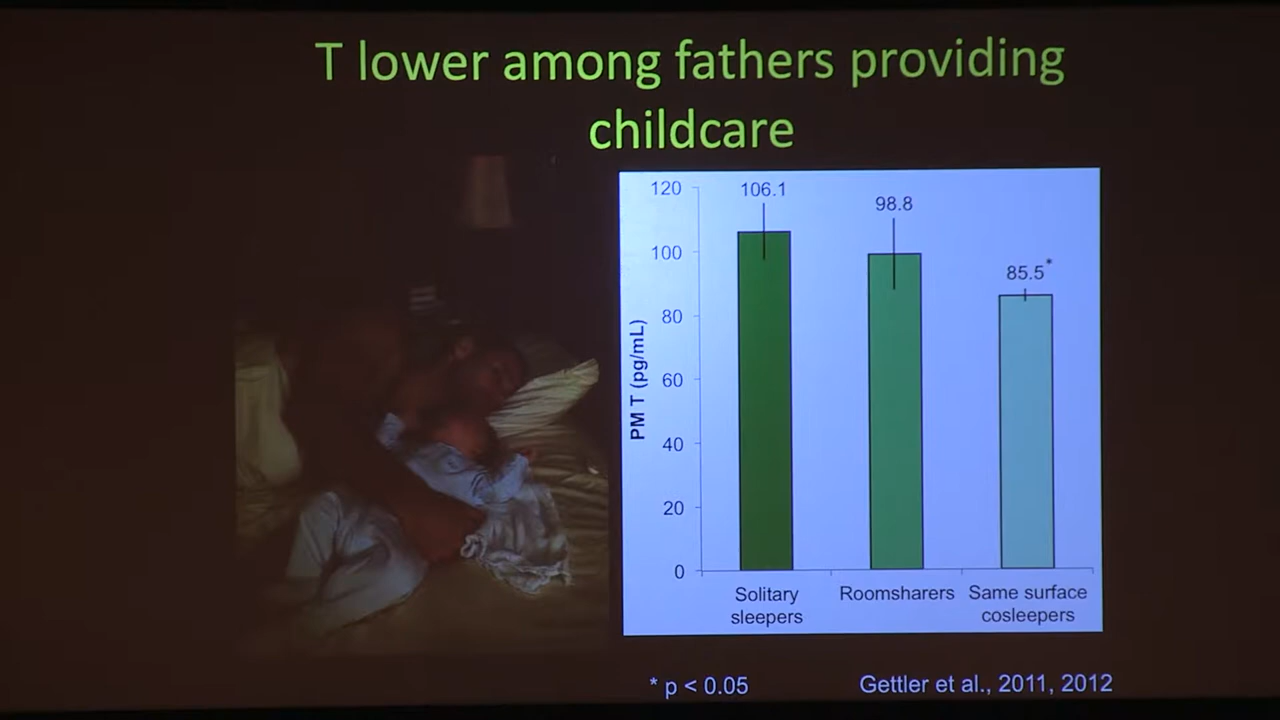 T lower among fathers providing
childcare
120
100
80
60
40
20
0
PM T (pg/mL)
106.1
98.8
85.5*
Solitary
sleepers
Roomsharers
Same surface
cosleepers
* p < 0.05
Gettler et al., 2011, 2012